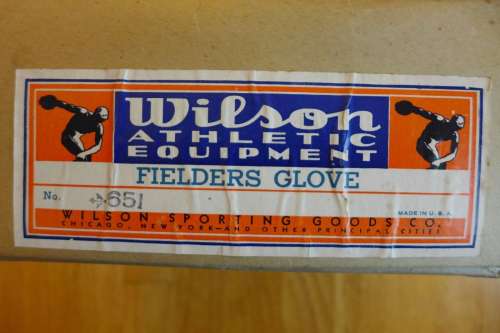 Wilson
ATHLETIC
EQUIPMENT
FIELDERS GLOVE
No. 651
MADE IN U.S.A.
WILSON SPORTING GOODS CO.
CHICAGO, NEW YORK—AND OTHER PRINCIPAL CITIES